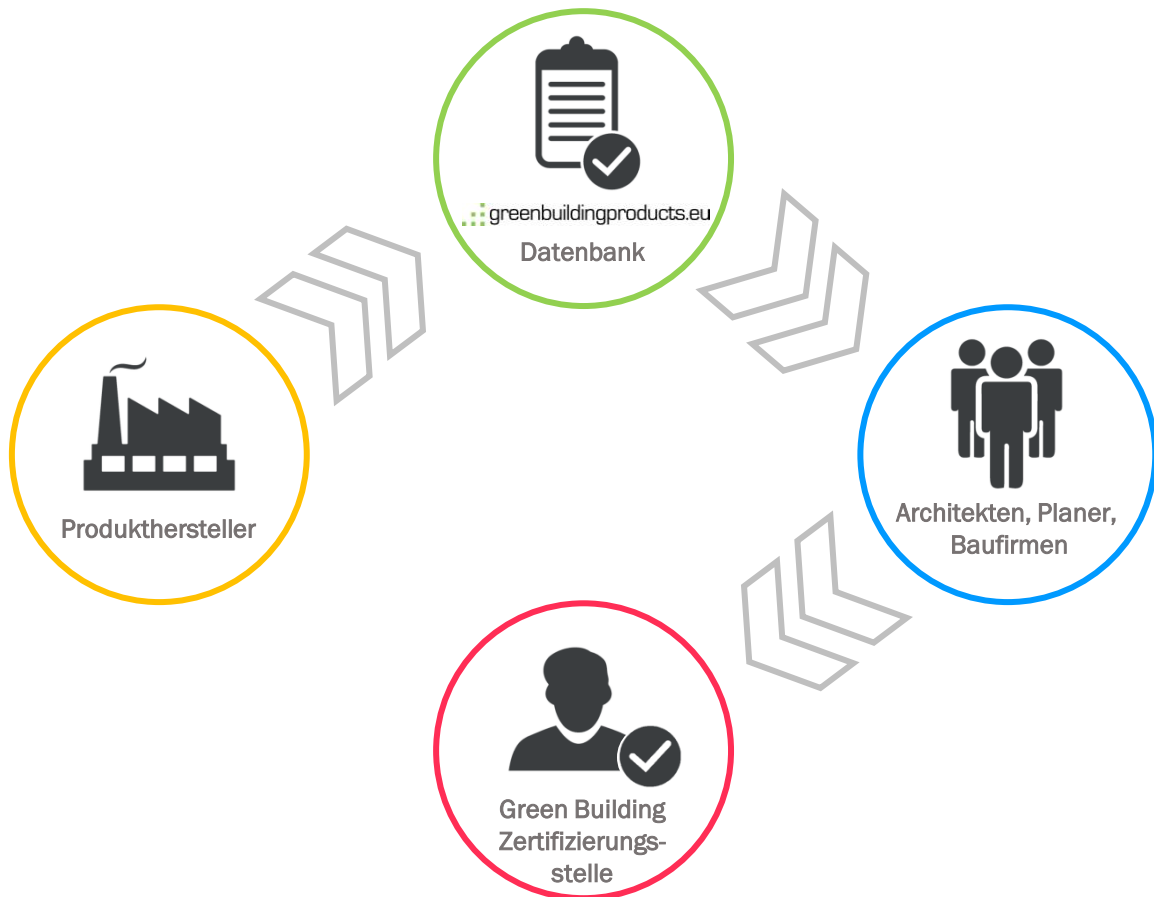 greenbuildingproducts.eu
Datenbank
Produkthersteller
Architekten, Planer,
Baufirmen
Green Building
Zertifizierungs-
stelle